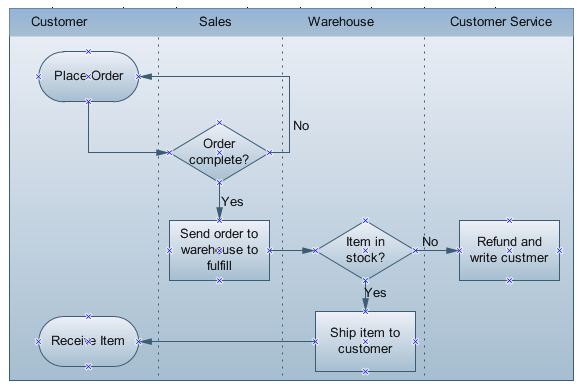 Customer
Sales
Warehouse
Customer Service
Place Order
No
Order
complete?
Yes
Send order to
warehouse to
fulfill
Item in
stock?
No
Refund and
write custmer
Yes
Receive Item
Ship item to
customer